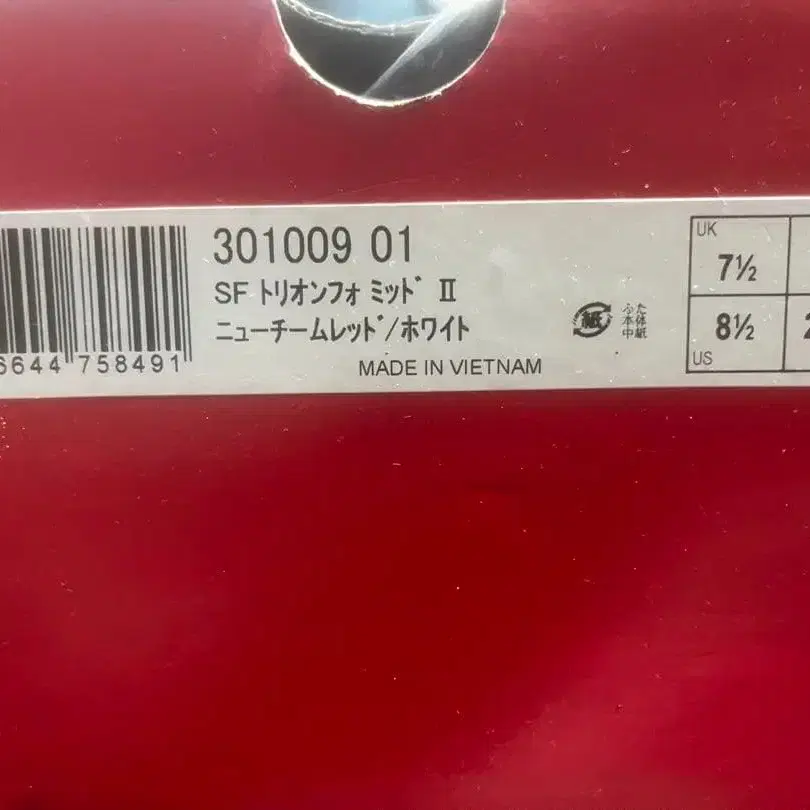 301009 01
SF トリオンフォ ミッド Ⅱ
ニューチームレッド/ホワイト
MADE IN VIETNAM
6644 758491
紙
ふた
本体
中紙
UK
7½
8½
US